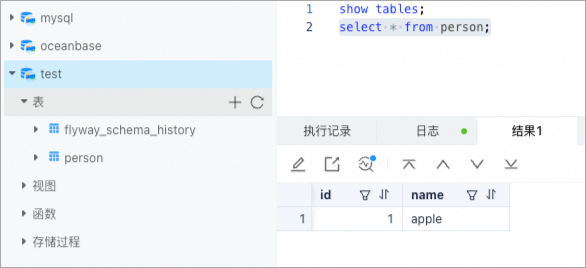 mysql
oceanbase
test
表
flyway_schema_history
person
视图
函数
存储过程
1 show tables;
2 select * from person;
执行记录 日志 结果1
id name
1 1 apple